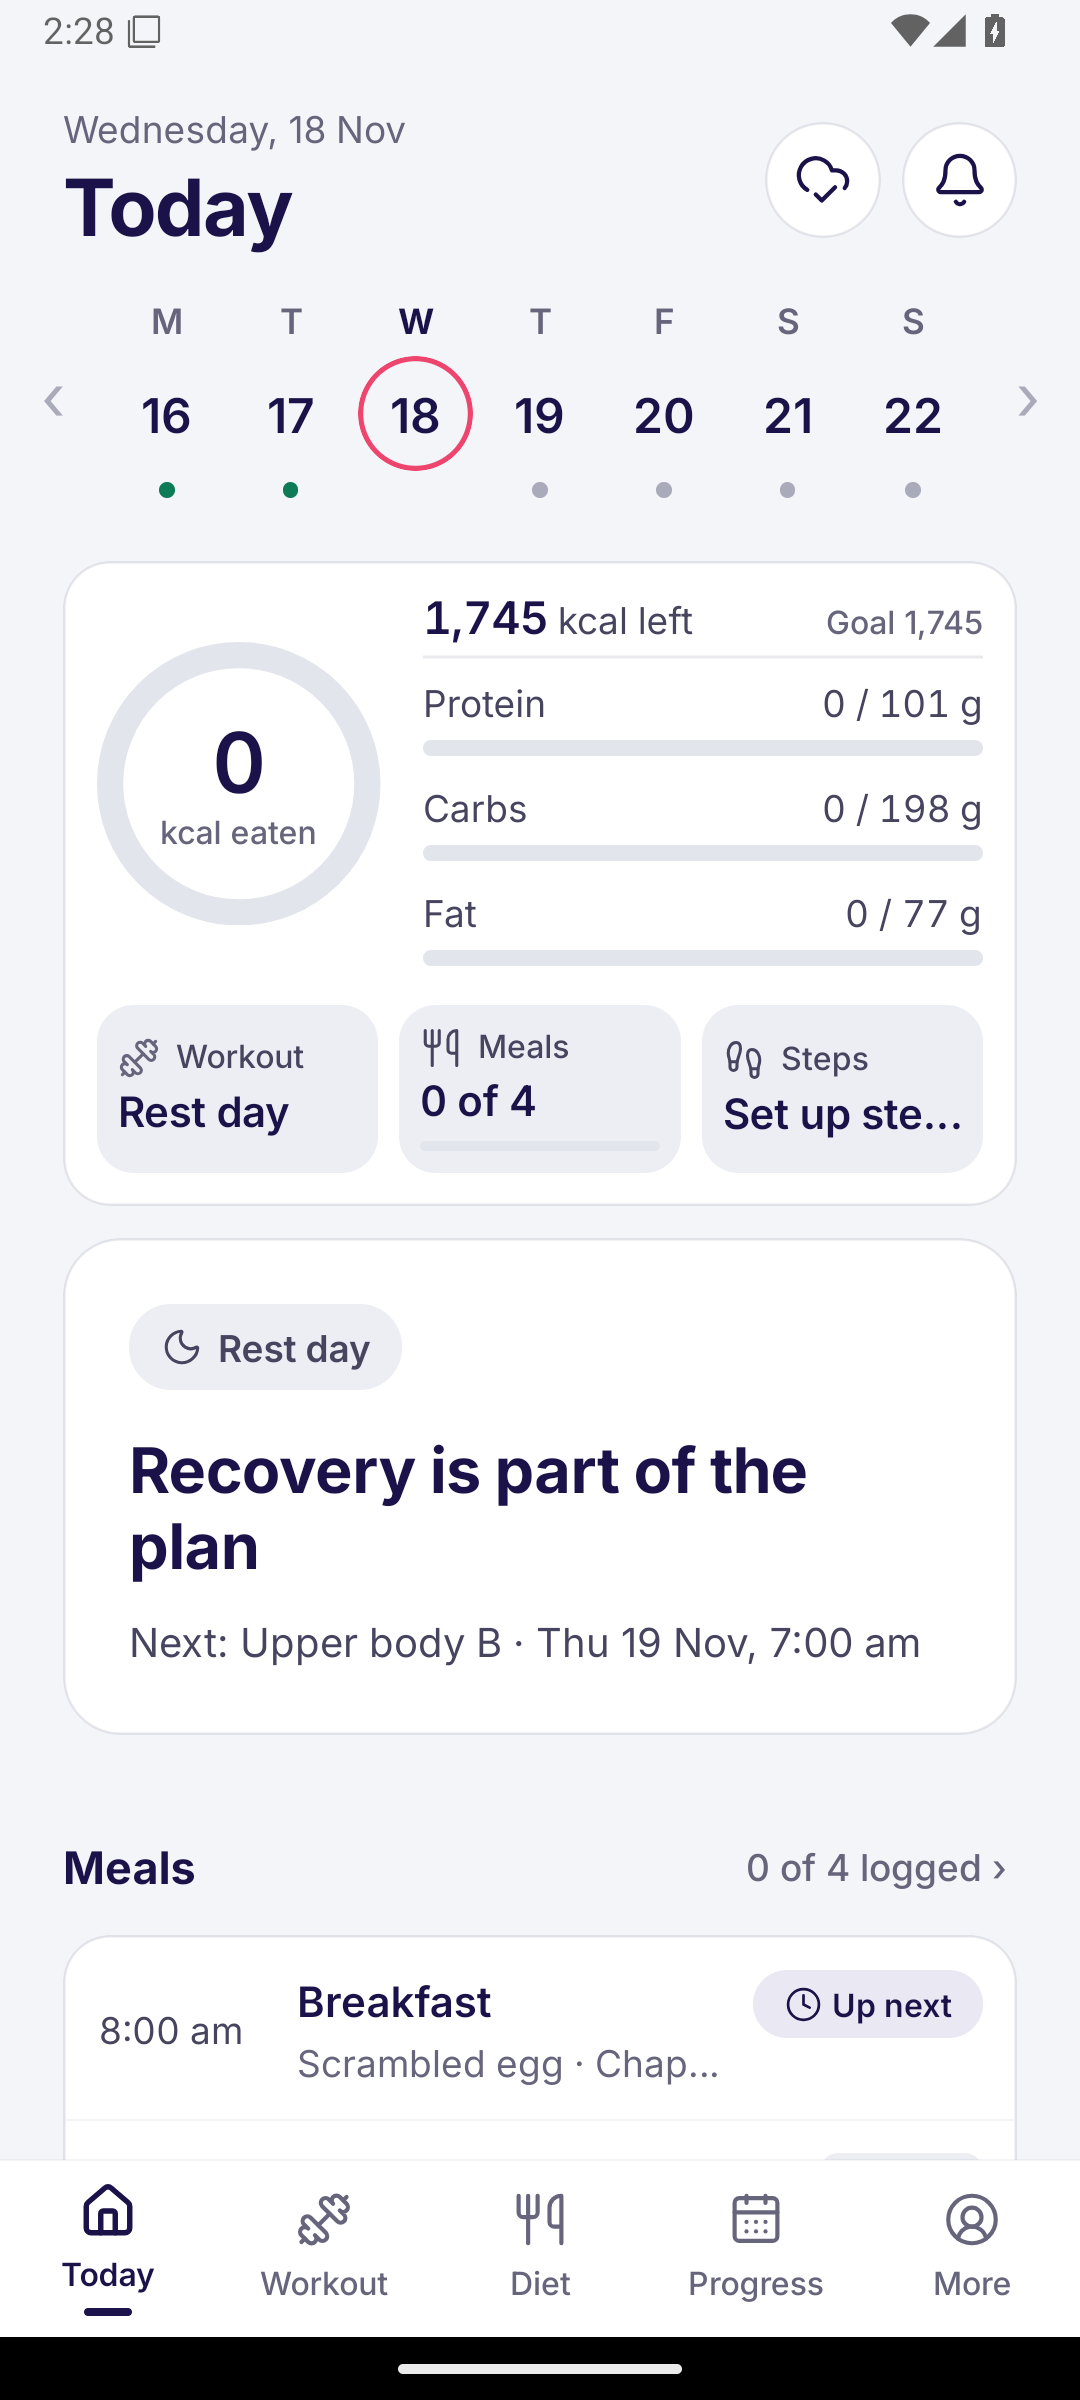 2:28
Wednesday, 18 Nov
Today
M T W T F S S
‹ 16 17 18 19 20 21 22 ›
1,745 kcal left Goal 1,745
0
kcal eaten
Protein 0 / 101 g
Carbs 0 / 198 g
Fat 0 / 77 g
Workout
Rest day
Meals
0 of 4
Steps
Set up ste...
Rest day
Recovery is part of the
plan
Next: Upper body B · Thu 19 Nov, 7:00 am
Meals 0 of 4 logged ›
8:00 am
Breakfast
Scrambled egg · Chap...
Up next
Today Workout Diet Progress More